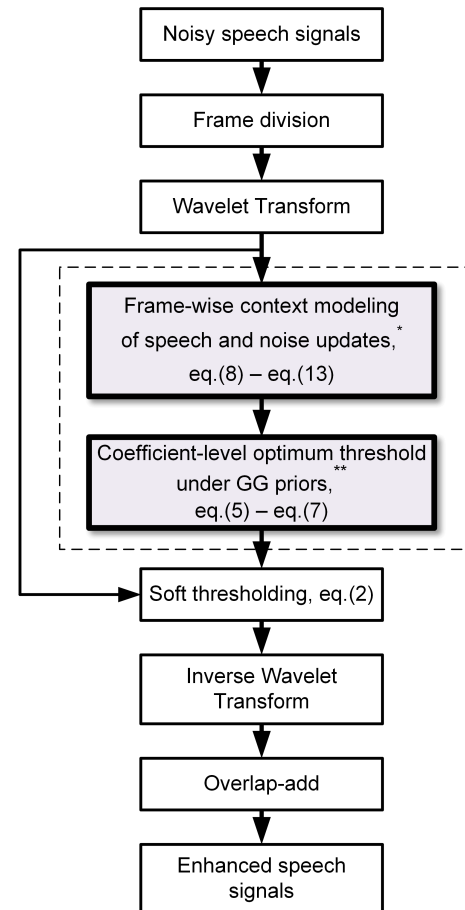 Noisy speech signals
Frame division
Wavelet Transform
Frame-wise context modeling
of speech and noise updates,*
eq.(8) – eq.(13)
Coefficient-level optimum threshold
under GG priors,**
eq.(5) – eq.(7)
Soft thresholding, eq.(2)
Inverse Wavelet
Transform
Overlap-add
Enhanced speech
signals